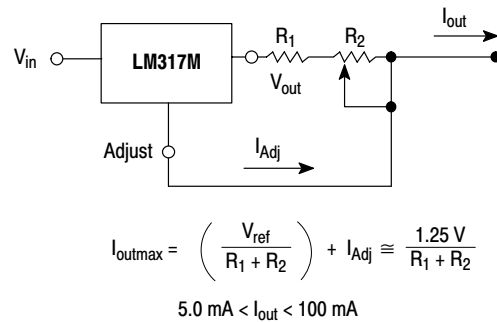 I_out
R_1 R_2
V_in LM317M
V_out
Adjust I_Adj
I_outmax = ( V_ref / R_1 + R_2 ) + I_Adj ≅ 1.25 V / R_1 + R_2
5.0 mA < I_out < 100 mA